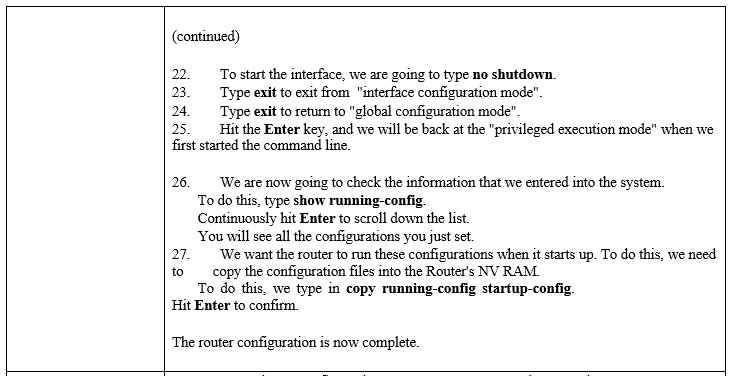 (continued)
22. To start the interface, we are going to type no shutdown.
23. Type exit to exit from "interface configuration mode".
24. Type exit to return to "global configuration mode".
25. Hit the Enter key, and we will be back at the "privileged execution mode" when we
first started the command line.
26. We are now going to check the information that we entered into the system.
To do this, type show running-config.
Continuously hit Enter to scroll down the list.
You will see all the configurations you just set.
27. We want the router to run these configurations when it starts up. To do this, we need
to copy the configuration files into the Router's NV RAM.
To do this, we type in copy running-config startup-config.
Hit Enter to confirm.
The router configuration is now complete.